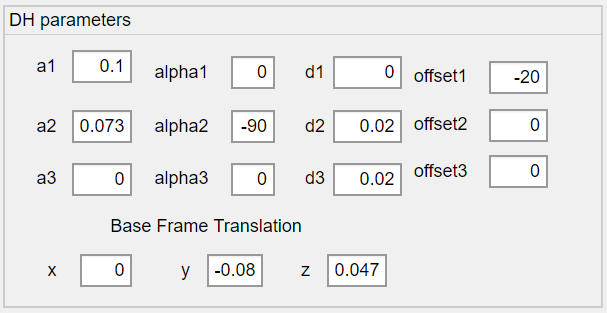 DH parameters
a1 0.1 alpha1 0 d1 0 offset1 -20
a2 0.073 alpha2 -90 d2 0.02 offset2 0
a3 0 alpha3 0 d3 0.02 offset3 0
Base Frame Translation
x 0 y -0.08 z 0.047